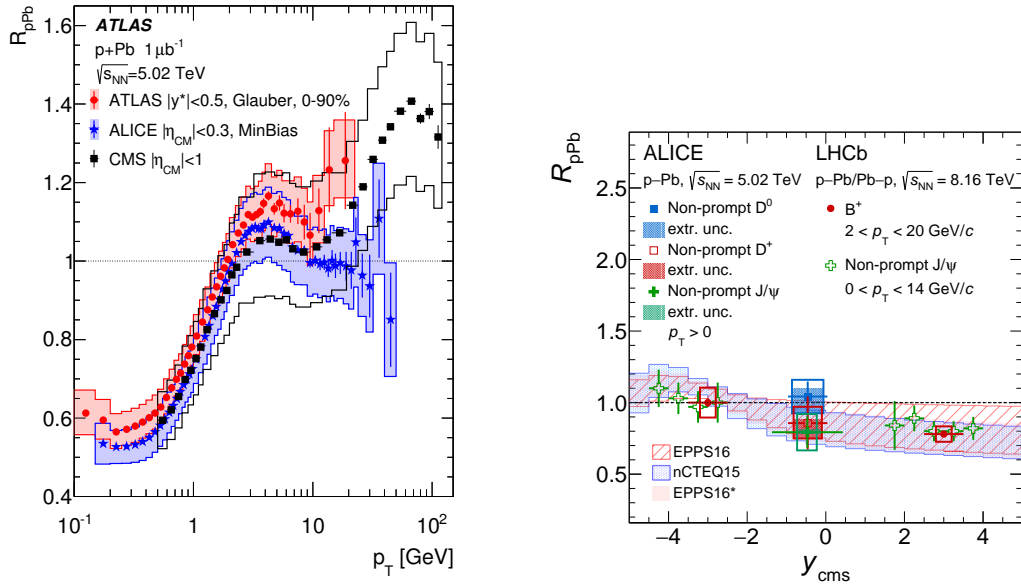 R_pPb
1.6
1.4
1.2
1
0.8
0.6
0.4
ATLAS
p+Pb 1 μb⁻¹
√s_NN=5.02 TeV
ATLAS |y*|<0.5, Glauber, 0-90%
ALICE |η_CM|<0.3, MinBias
CMS |η_CM|<1
10⁻¹ 1 10 10²
p_T [GeV]
R_pPb
2.5
2.0
1.5
1.0
0.5
ALICE
p–Pb, √s_NN = 5.02 TeV
Non-prompt D⁰
extr. unc.
Non-prompt D⁺
extr. unc.
Non-prompt J/ψ
extr. unc.
p_T > 0
LHCb
p–Pb/Pb–p, √s_NN = 8.16 TeV
B⁺
2 < p_T < 20 GeV/c
Non-prompt J/ψ
0 < p_T < 14 GeV/c
EPPS16
nCTEQ15
EPPS16*
−4 −2 0 2 4
y_cms